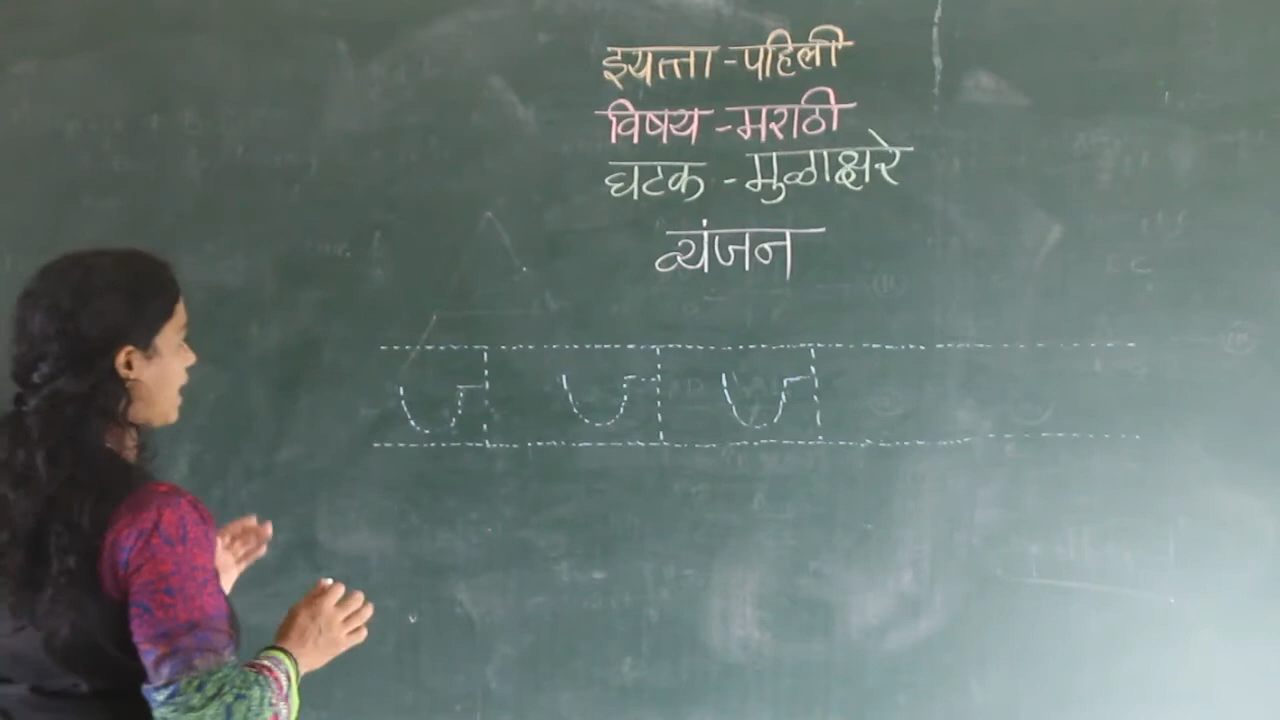 इयत्ता - पहिली
विषय - मराठी
घटक - मुळाक्षरे
व्यंजन
ज ज ज